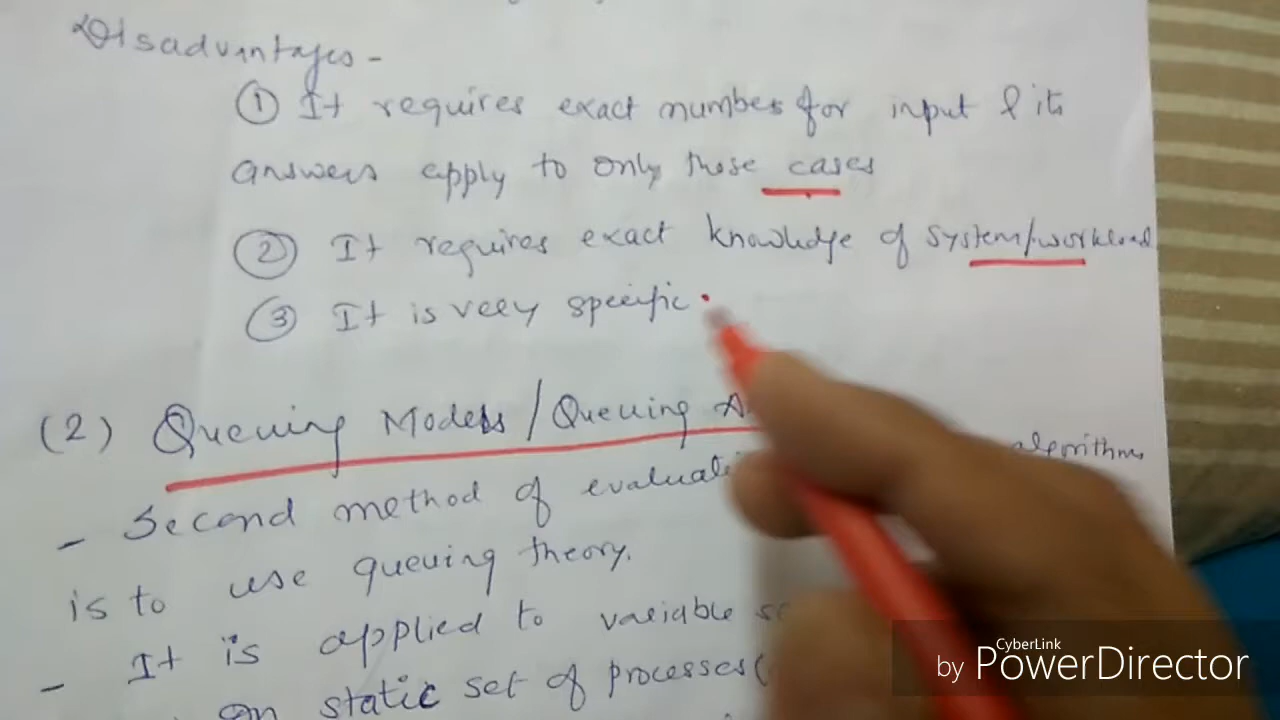 Disadvantages -
① It requires exact number for input & its
answers apply to only those cases
② It requires exact knowledge of system/workload
③ It is very specific
(2) Queuing Models / Queuing
- Second method of algorithms
is to use queuing theory.
- It is applied to variable
static set of processes(
CyberLink
by PowerDirector